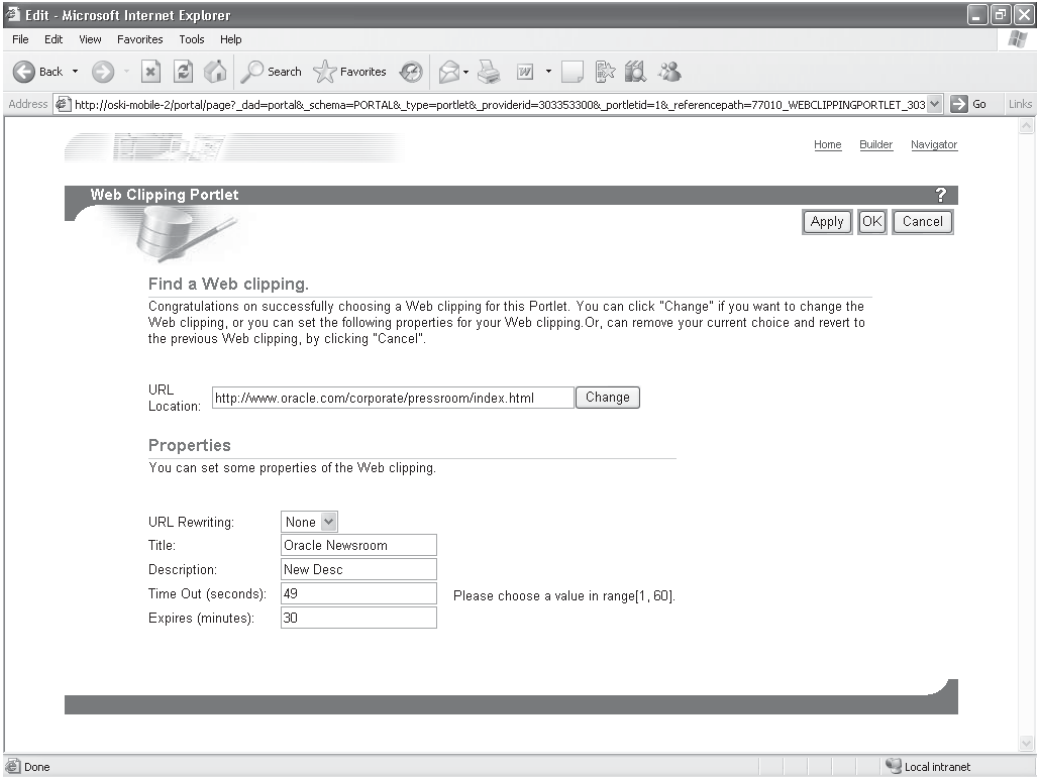 Edit - Microsoft Internet Explorer
File Edit View Favorites Tools Help
Back Search Favorites
Address http://oski-mobile-2/portal/page?_dad=portal&_schema=PORTAL&_type=portlet&_providerid=303353300&_portletid=1&_referencepath=77010_WEBCLIPPINGPORTLET_303 Go Links
Home Builder Navigator
Web Clipping Portlet ?
Apply OK Cancel
Find a Web clipping.
Congratulations on successfully choosing a Web clipping for this Portlet. You can click "Change" if you want to change the
Web clipping, or you can set the following properties for your Web clipping.Or, can remove your current choice and revert to
the previous Web clipping, by clicking "Cancel".
URL
Location: http://www.oracle.com/corporate/pressroom/index.html Change
Properties
You can set some properties of the Web clipping.
URL Rewriting: None
Title: Oracle Newsroom
Description: New Desc
Time Out (seconds): 49 Please choose a value in range[1, 60].
Expires (minutes): 30
Done Local intranet